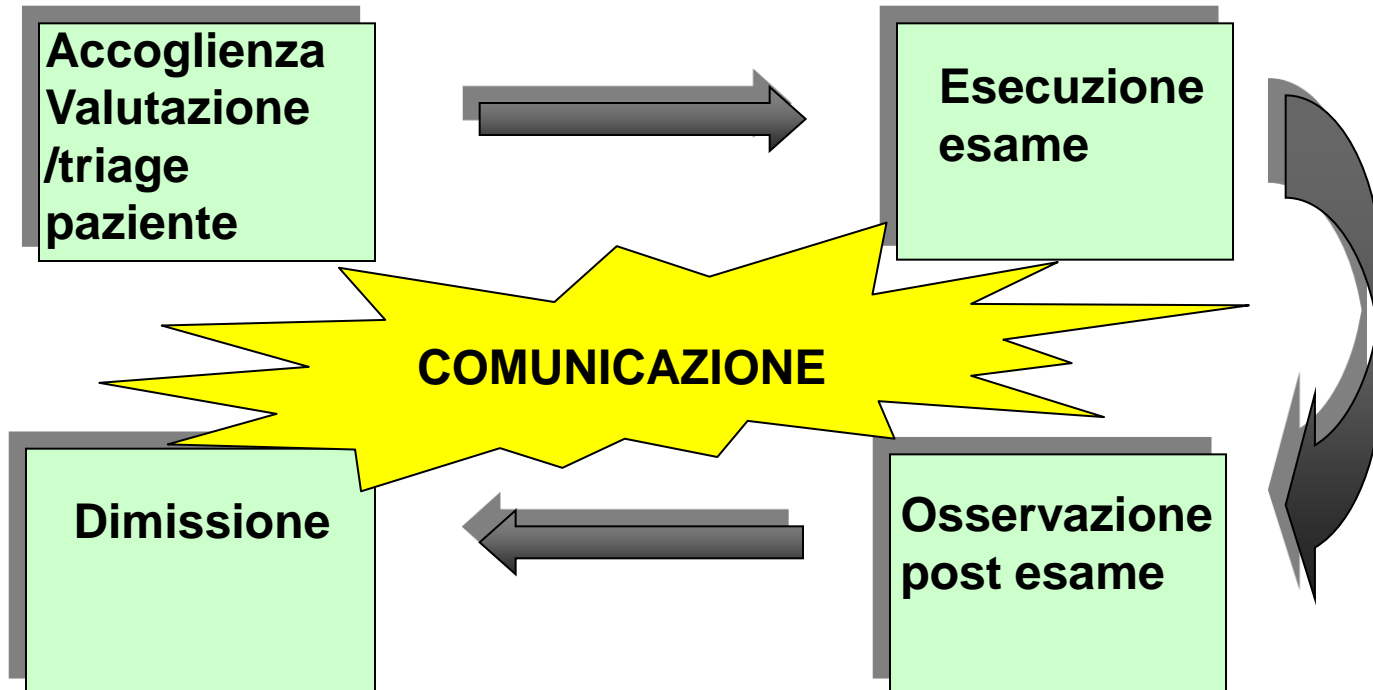 Accoglienza
Valutazione
/triage
paziente
Esecuzione
esame
COMUNICAZIONE
Dimissione
Osservazione
post esame